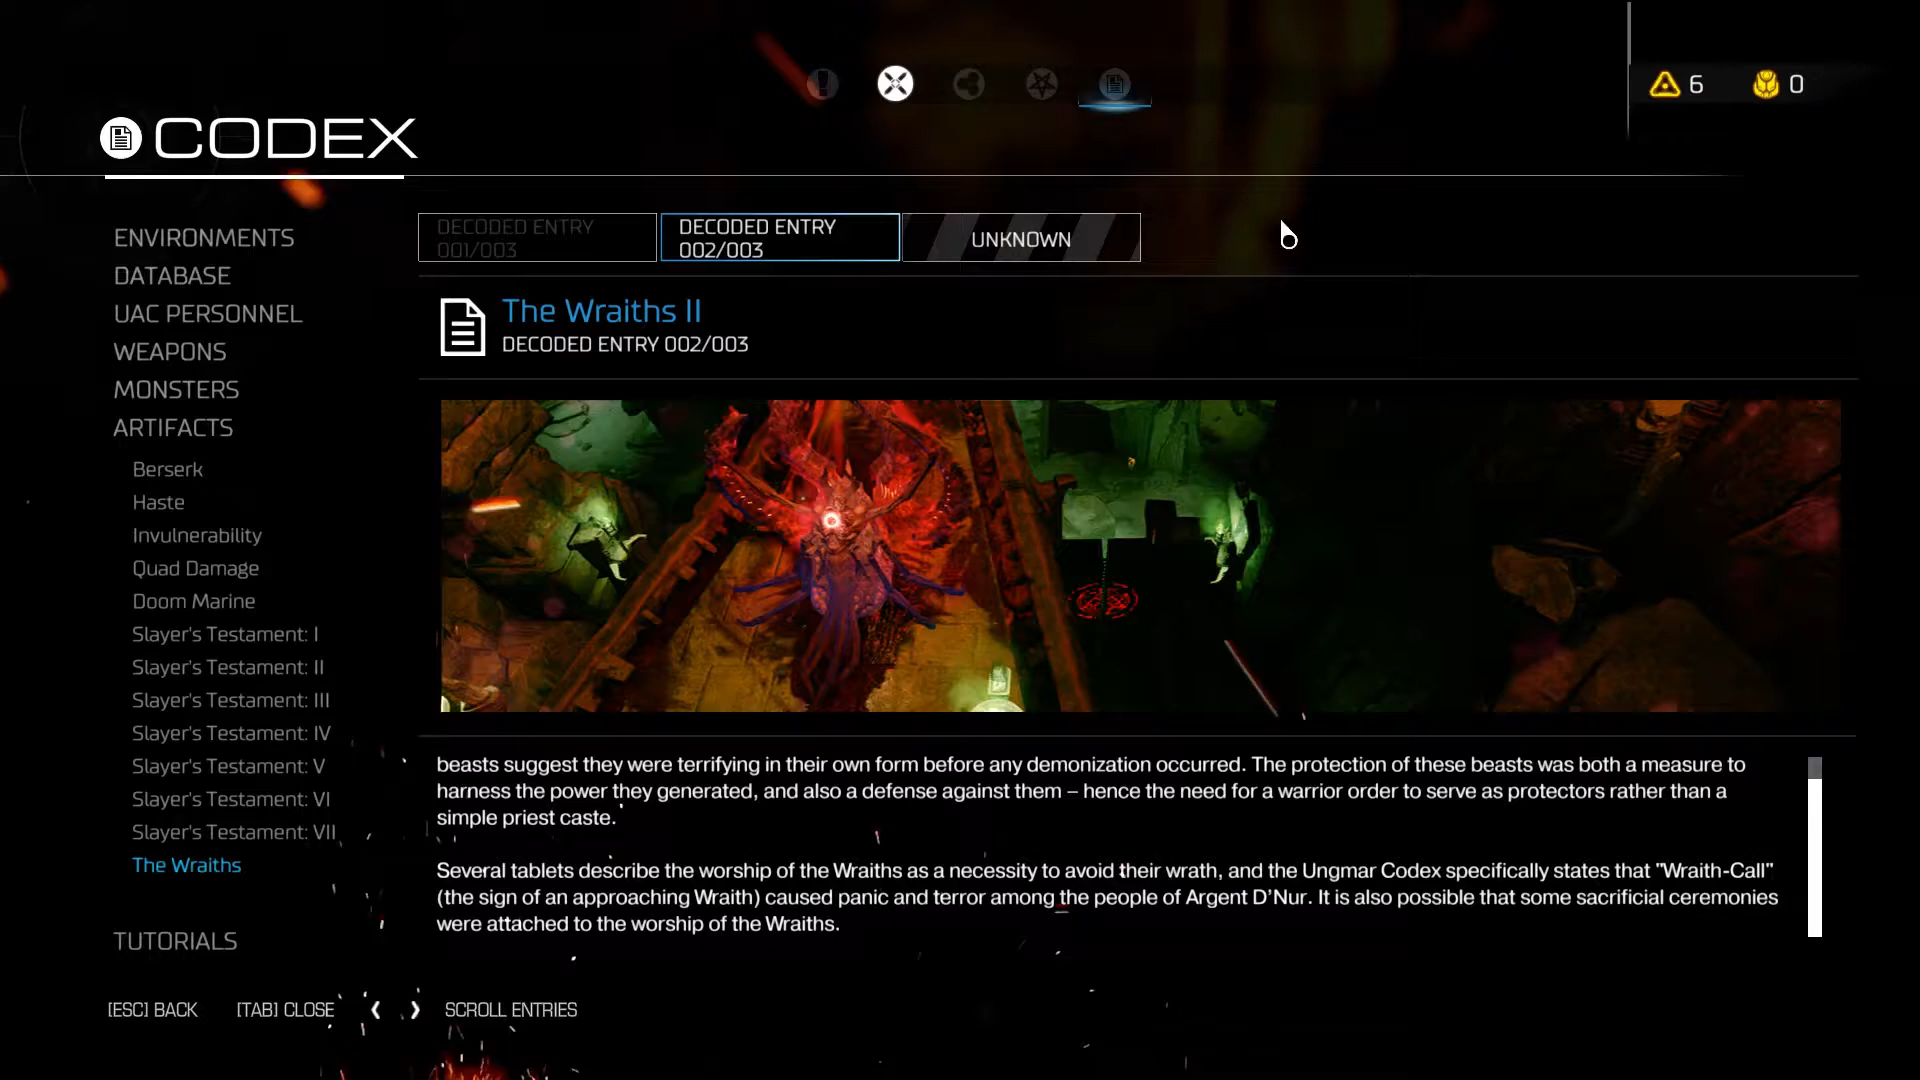 6
0
CODEX
ENVIRONMENTS
DATABASE
UAC PERSONNEL
WEAPONS
MONSTERS
ARTIFACTS
Berserk
Haste
Invulnerability
Quad Damage
Doom Marine
Slayer's Testament: I
Slayer's Testament: II
Slayer's Testament: III
Slayer's Testament: IV
Slayer's Testament: V
Slayer's Testament: VI
Slayer's Testament: VII
The Wraiths
TUTORIALS
DECODED ENTRY
001/003
DECODED ENTRY
002/003
UNKNOWN
The Wraiths II
DECODED ENTRY 002/003
beasts suggest they were terrifying in their own form before any demonization occurred. The protection of these beasts was both a measure to
harness the power they generated, and also a defense against them – hence the need for a warrior order to serve as protectors rather than a
simple priest caste.
Several tablets describe the worship of the Wraiths as a necessity to avoid their wrath, and the Ungmar Codex specifically states that "Wraith-Call"
(the sign of an approaching Wraith) caused panic and terror among the people of Argent D'Nur. It is also possible that some sacrificial ceremonies
were attached to the worship of the Wraiths.
[ESC] BACK [TAB] CLOSE SCROLL ENTRIES